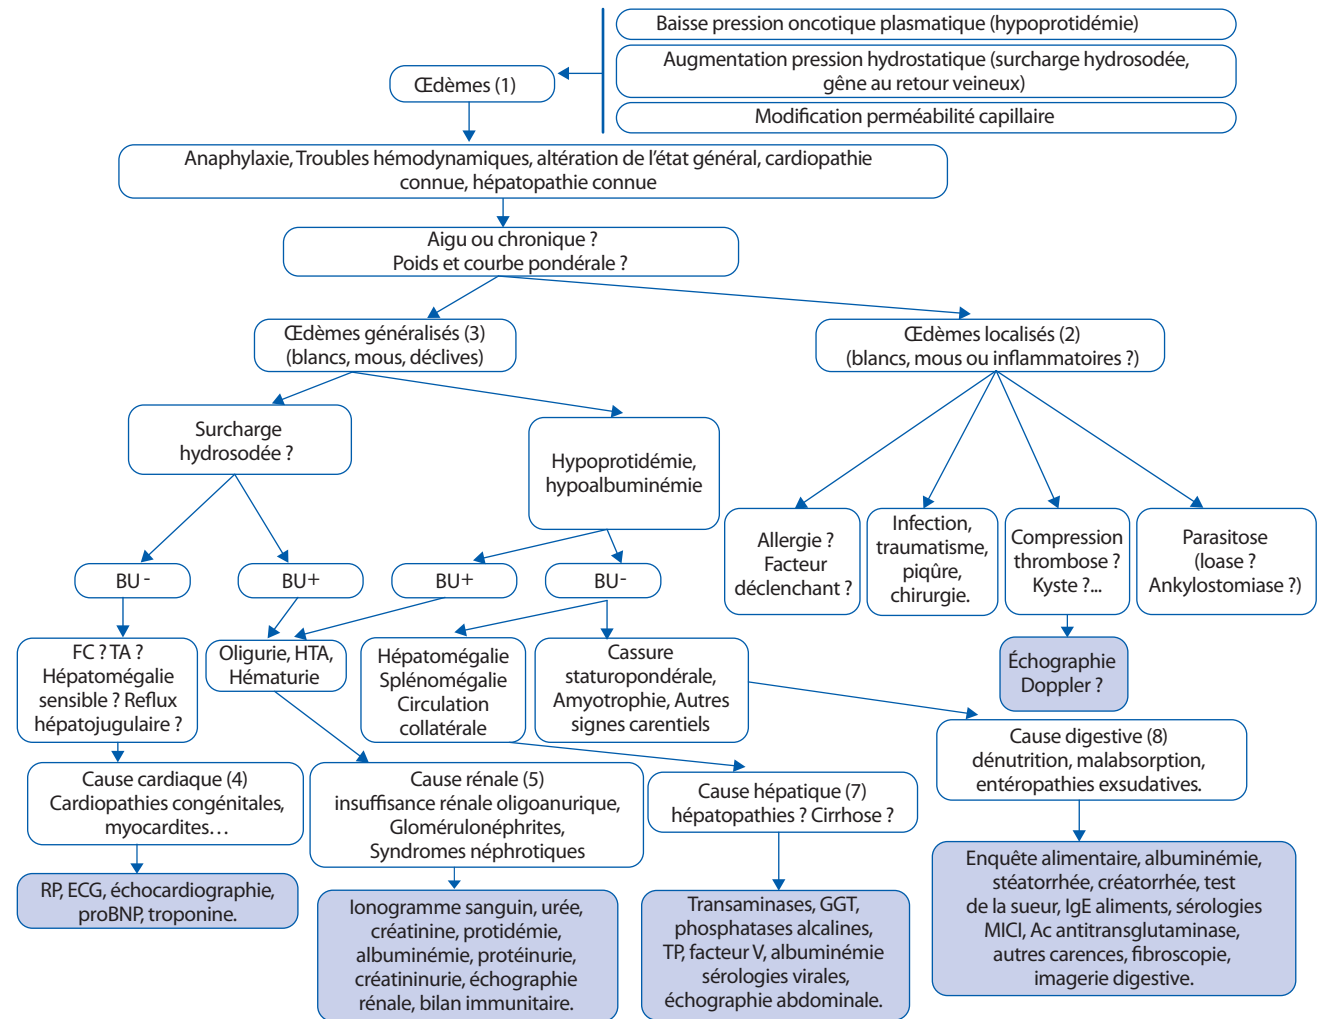 Baisse pression oncotique plasmatique (hypoprotidémie)
Augmentation pression hydrostatique (surcharge hydrosodée,
gêne au retour veineux)
Modification perméabilité capillaire
Œdèmes (1)
Anaphylaxie, Troubles hémodynamiques, altération de l'état général, cardiopathie
connue, hépatopathie connue
Aigu ou chronique ?
Poids et courbe pondérale ?
Œdèmes généralisés (3)
(blancs, mous, déclives)
Œdèmes localisés (2)
(blancs, mous ou inflammatoires ?)
Surcharge
hydrosodée ?
Hypoprotidémie,
hypoalbuminémie
Allergie ?
Facteur
déclenchant ?
Infection,
traumatisme,
piqûre,
chirurgie.
Compression
thrombose ?
Kyste ?...
Parasitose
(loase ?
Ankylostomiase ?)
BU -
BU+
BU+
BU-
FC ? TA ?
Hépatomégalie
sensible ? Reflux
hépatojugulaire ?
Oligurie, HTA,
Hématurie
Hépatomégalie
Splénomégalie
Circulation
collatérale
Cassure
staturopondérale,
Amyotrophie, Autres
signes carentiels
Échographie
Doppler ?
Cause cardiaque (4)
Cardiopathies congénitales,
myocardites…
Cause rénale (5)
insuffisance rénale oligoanurique,
Glomérulonéphrites,
Syndromes néphrotiques
Cause hépatique (7)
hépatopathies ? Cirrhose ?
Cause digestive (8)
dénutrition, malabsorption,
entéropathies exsudatives.
RP, ECG, échocardiographie,
proBNP, troponine.
Ionogramme sanguin, urée,
créatinine, protidémie,
albuminémie, protéinurie,
créatininurie, échographie
rénale, bilan immunitaire.
Transaminases, GGT,
phosphatases alcalines,
TP, facteur V, albuminémie
sérologies virales,
échographie abdominale.
Enquête alimentaire, albuminémie,
stéatorrhée, créatorrhée, test
de la sueur, IgE aliments, sérologies
MICI, Ac antitransglutaminase,
autres carences, fibroscopie,
imagerie digestive.